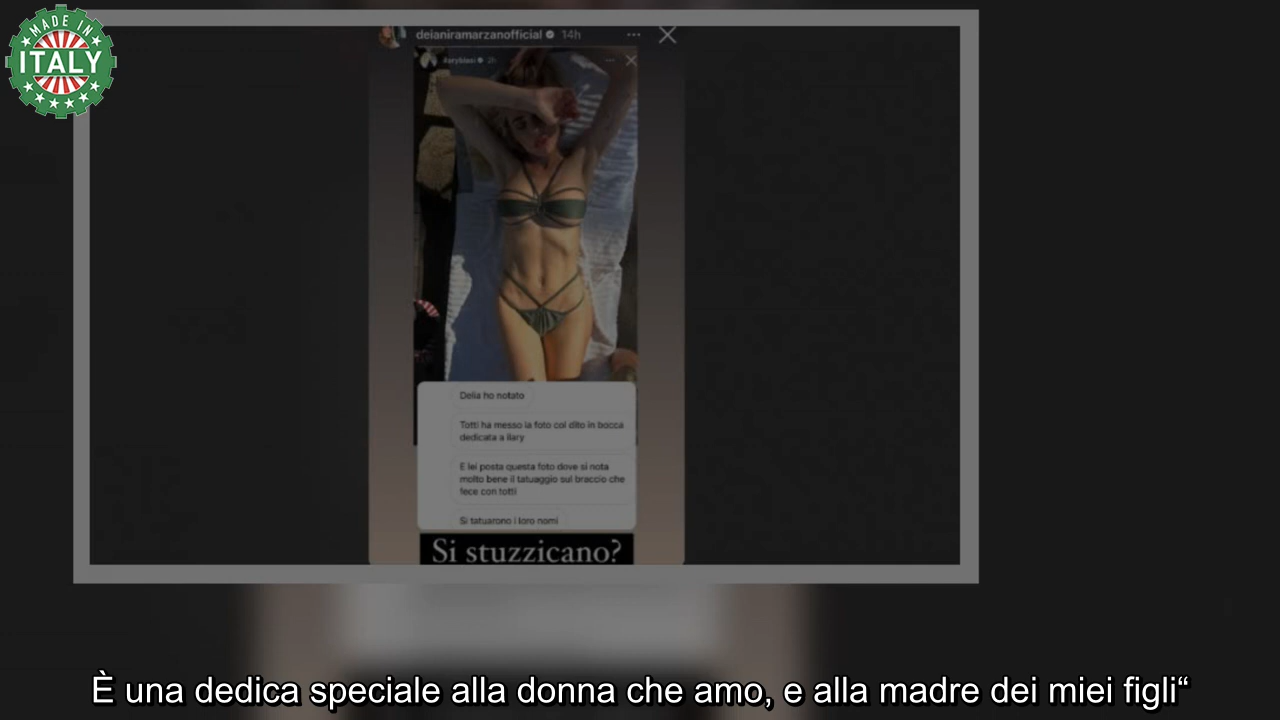 MADE IN
ITALY
deianiramarzanofficial 14h
ilaryblasi 2h
Delia ho notato
Totti ha messo la foto col dito in bocca
dedicata a ilary
E lei posta questa foto dove si nota
molto bene il tatuaggio sul braccio che
fece con totti
Si tatuarono i loro nomi
Si stuzzicano?
È una dedica speciale alla donna che amo, e alla madre dei miei figli“